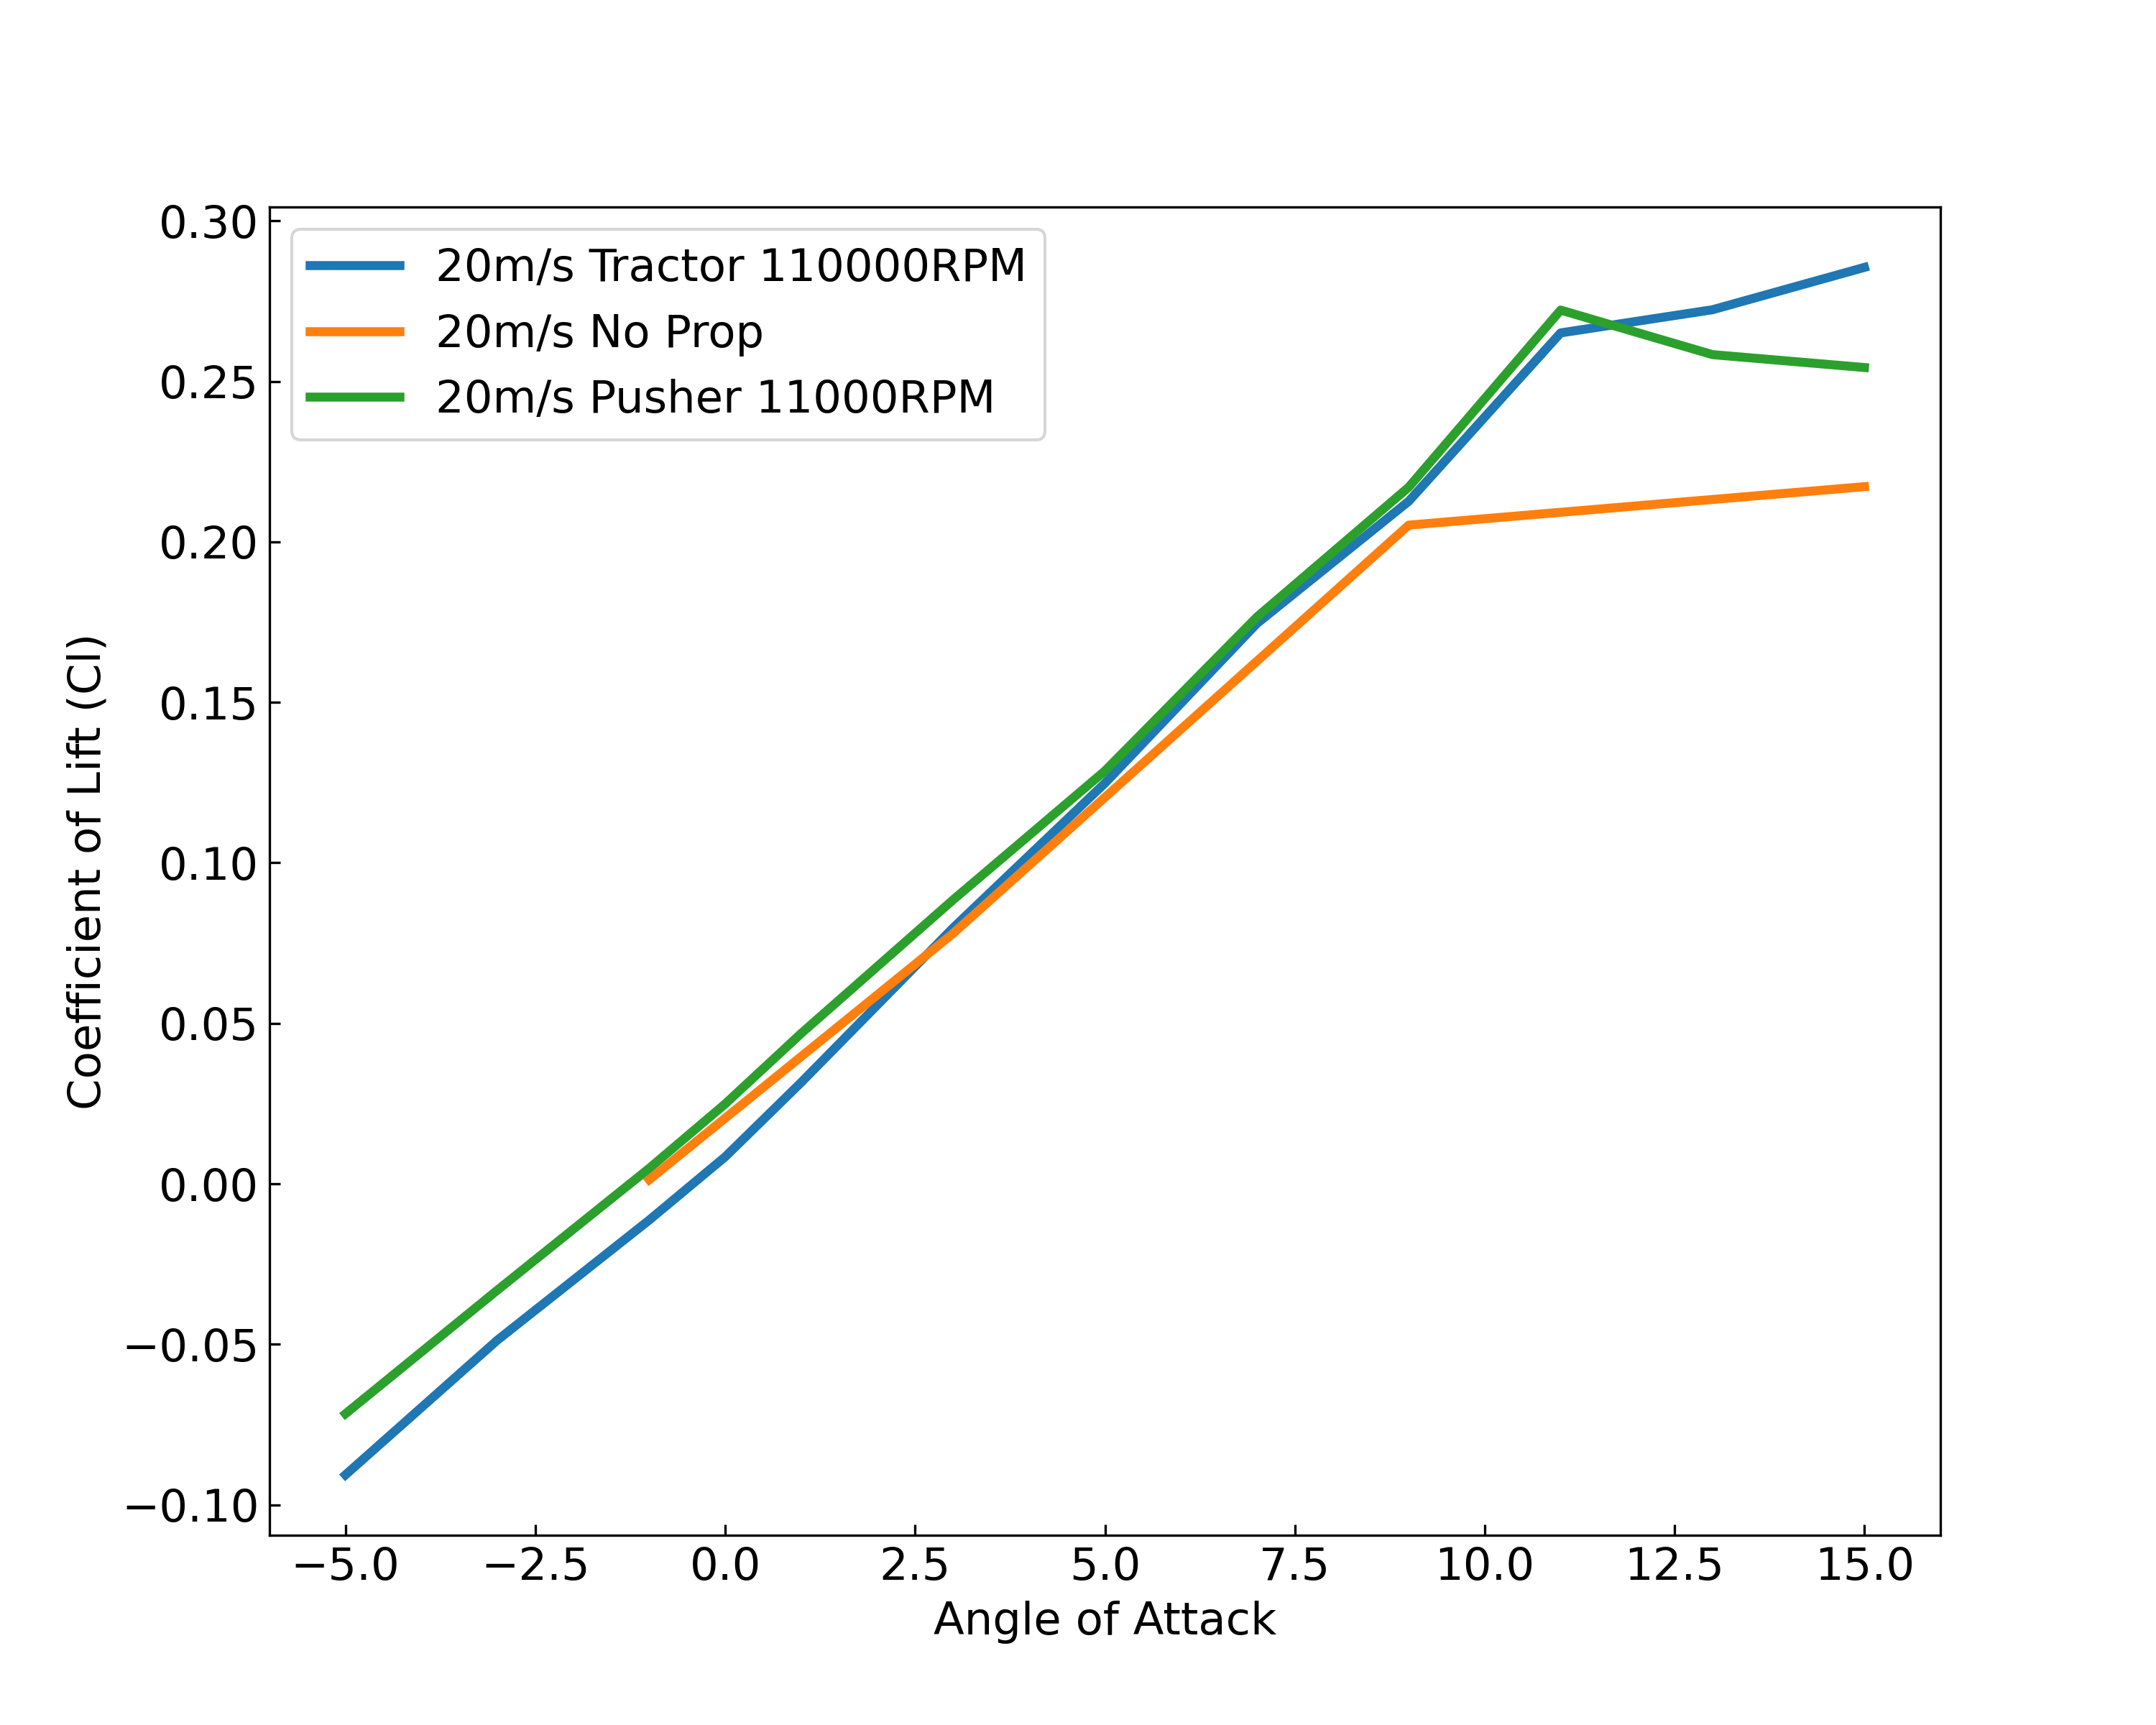 20m/s Tractor 110000RPM
20m/s No Prop
20m/s Pusher 11000RPM
0.30
0.25
0.20
0.15
0.10
0.05
0.00
−0.05
−0.10
Coefficient of Lift (Cl)
−5.0 −2.5 0.0 2.5 5.0 7.5 10.0 12.5 15.0
Angle of Attack